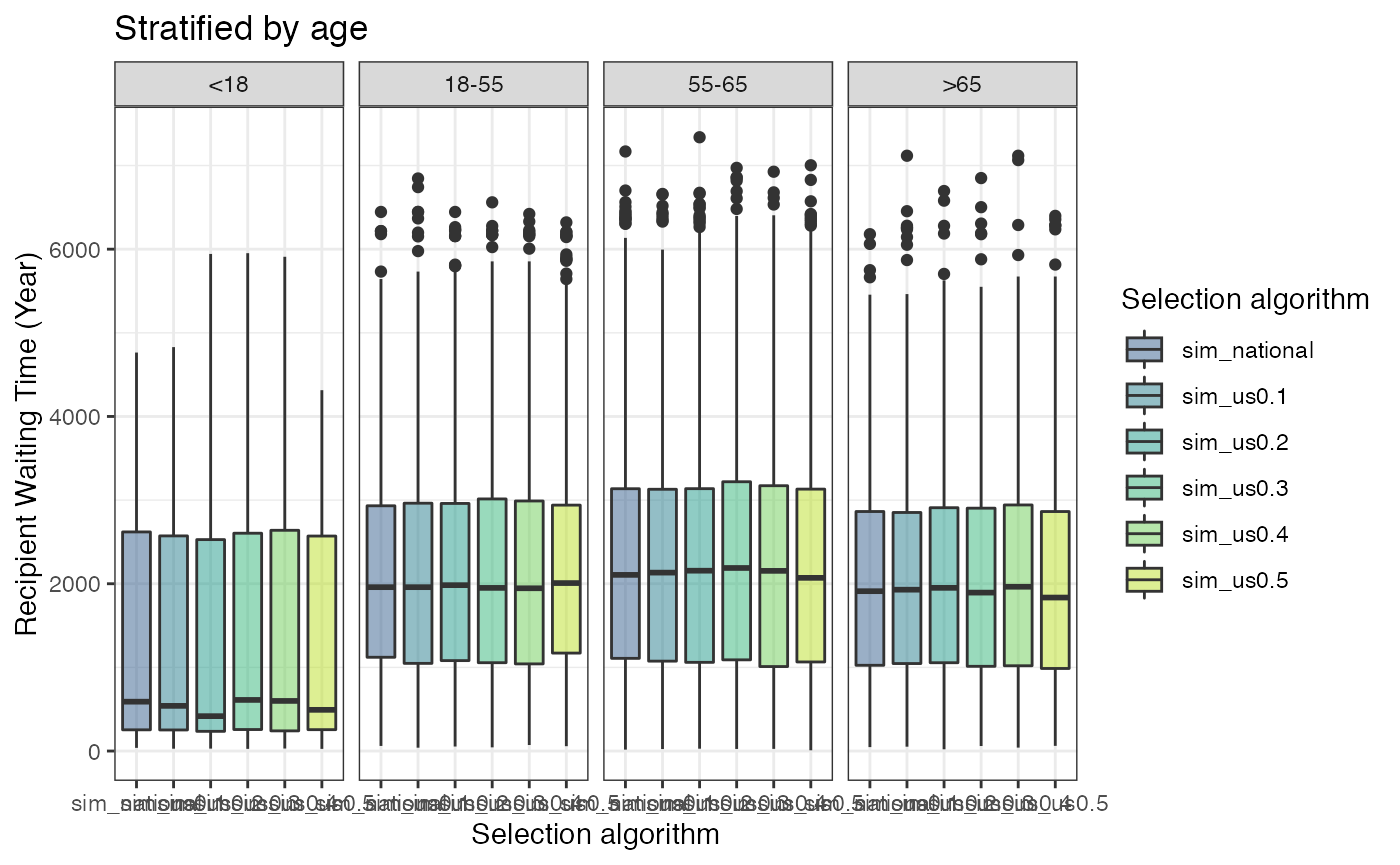 Stratified by age
<18
18-55
55-65
>65
6000
4000
2000
0
Recipient Waiting Time (Year)
Selection algorithm
Selection algorithm
sim_national
sim_us0.1
sim_us0.2
sim_us0.3
sim_us0.4
sim_us0.5